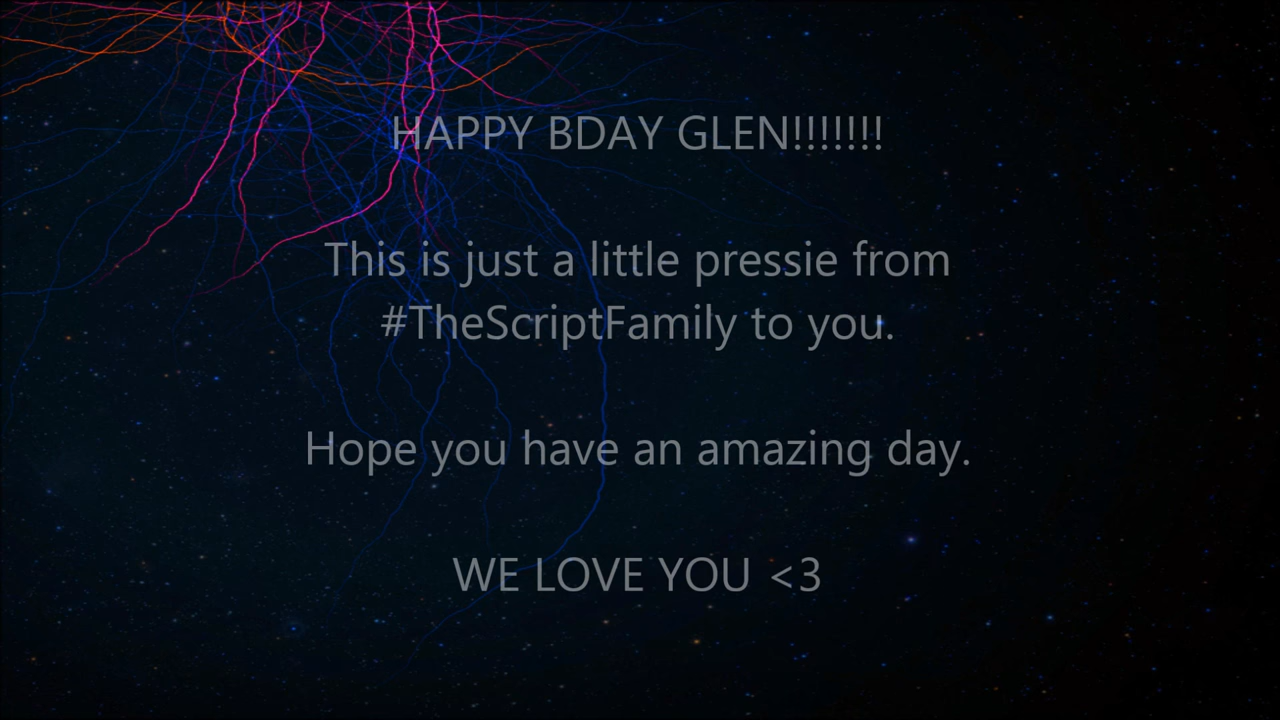 HAPPY BDAY GLEN!!!!!!!
This is just a little pressie from
#TheScriptFamily to you.
Hope you have an amazing day.
WE LOVE YOU <3